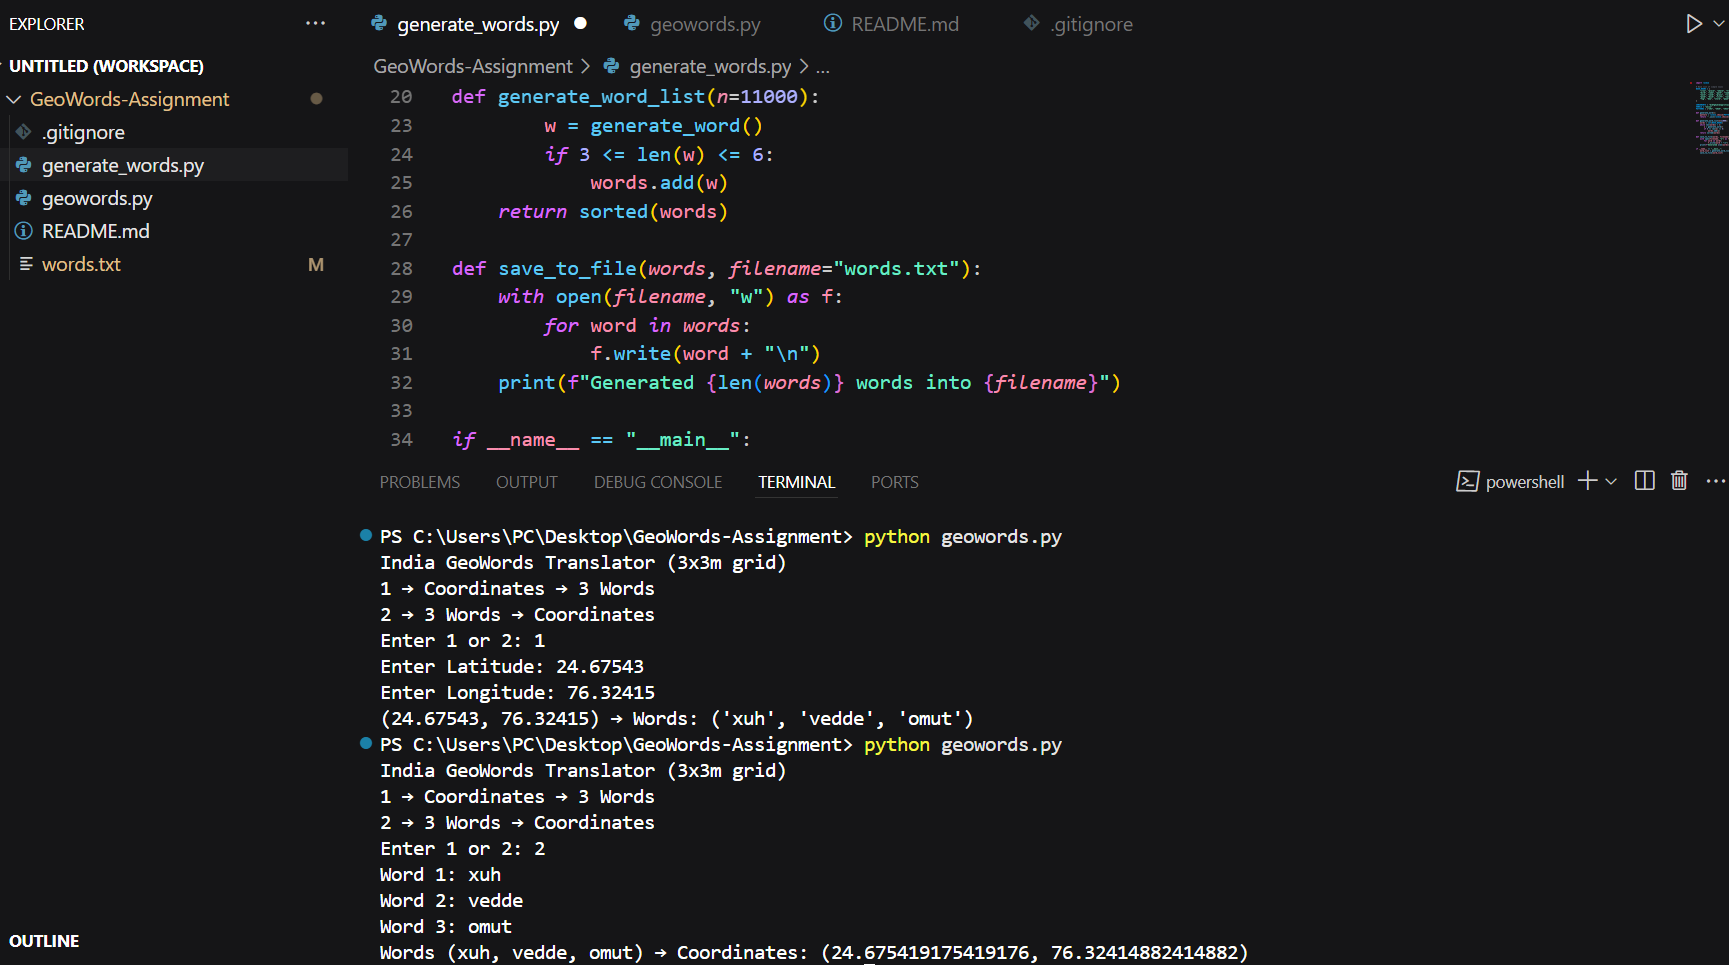 EXPLORER ···
UNTITLED (WORKSPACE)
GeoWords-Assignment
.gitignore
generate_words.py
geowords.py
README.md
words.txt M
OUTLINE
generate_words.py geowords.py README.md .gitignore
GeoWords-Assignment > generate_words.py > ...
20 def generate_word_list(n=11000):
23 w = generate_word()
24 if 3 <= len(w) <= 6:
25 words.add(w)
26 return sorted(words)
27
28 def save_to_file(words, filename="words.txt"):
29 with open(filename, "w") as f:
30 for word in words:
31 f.write(word + "\n")
32 print(f"Generated {len(words)} words into {filename}")
33
34 if __name__ == "__main__":
PROBLEMS OUTPUT DEBUG CONSOLE TERMINAL PORTS powershell
PS C:\Users\PC\Desktop\GeoWords-Assignment> python geowords.py
India GeoWords Translator (3x3m grid)
1 → Coordinates → 3 Words
2 → 3 Words → Coordinates
Enter 1 or 2: 1
Enter Latitude: 24.67543
Enter Longitude: 76.32415
(24.67543, 76.32415) → Words: ('xuh', 'vedde', 'omut')
PS C:\Users\PC\Desktop\GeoWords-Assignment> python geowords.py
India GeoWords Translator (3x3m grid)
1 → Coordinates → 3 Words
2 → 3 Words → Coordinates
Enter 1 or 2: 2
Word 1: xuh
Word 2: vedde
Word 3: omut
Words (xuh, vedde, omut) → Coordinates: (24.675419175419176, 76.32414882414882)